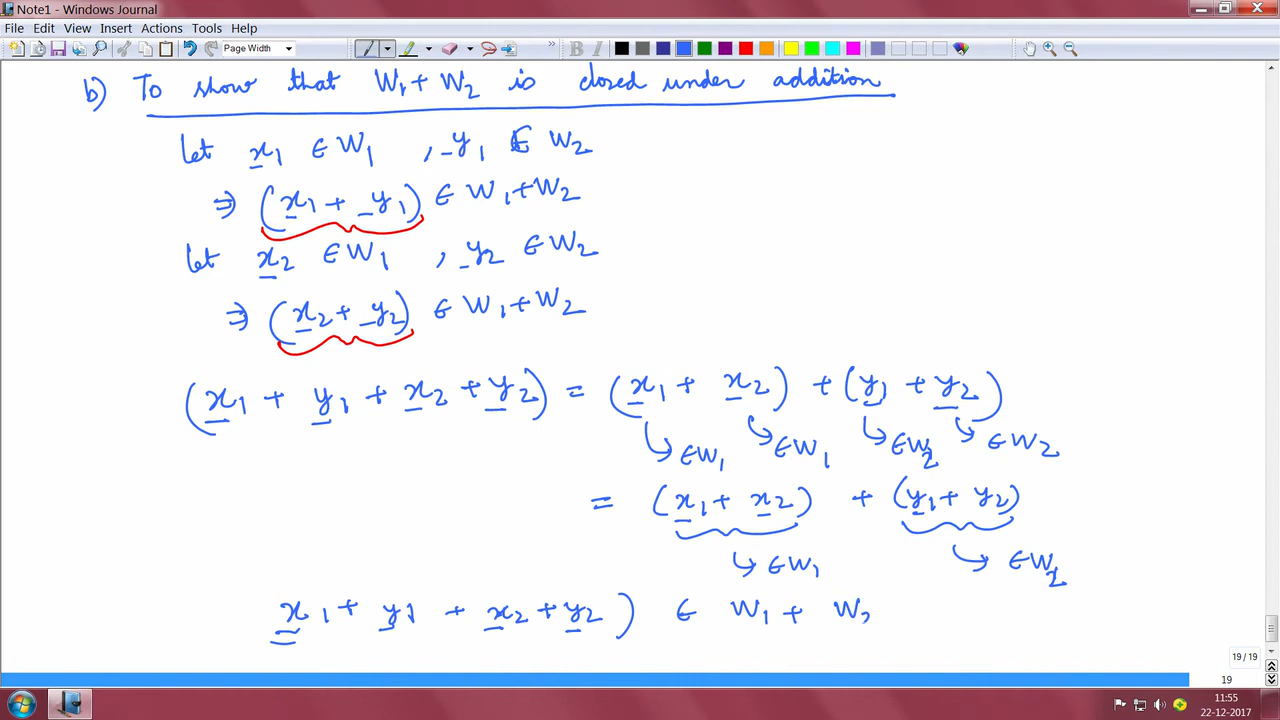 Note1 - Windows Journal
File Edit View Insert Actions Tools Help
Page Width
b) To show that W₁ + W₂ is closed under addition
let x₁ ∈ W₁ , y₁ ∈ W₂
⇒ (x₁ + y₁) ∈ W₁ + W₂
let x₂ ∈ W₁ , y₂ ∈ W₂
⇒ (x₂ + y₂) ∈ W₁ + W₂
(x₁ + y₁ + x₂ + y₂) = (x₁ + x₂) + (y₁ + y₂)
↳ ∈W₁ ↳ ∈W₁ ↳ ∈W₂ ↳ ∈W₂
= (x₁ + x₂) + (y₁ + y₂)
↳ ∈W₁ ↳ ∈W₂
x₁ + y₁ + x₂ + y₂) ∈ W₁ + W₂
19 / 19
19
11:55
22-12-2017